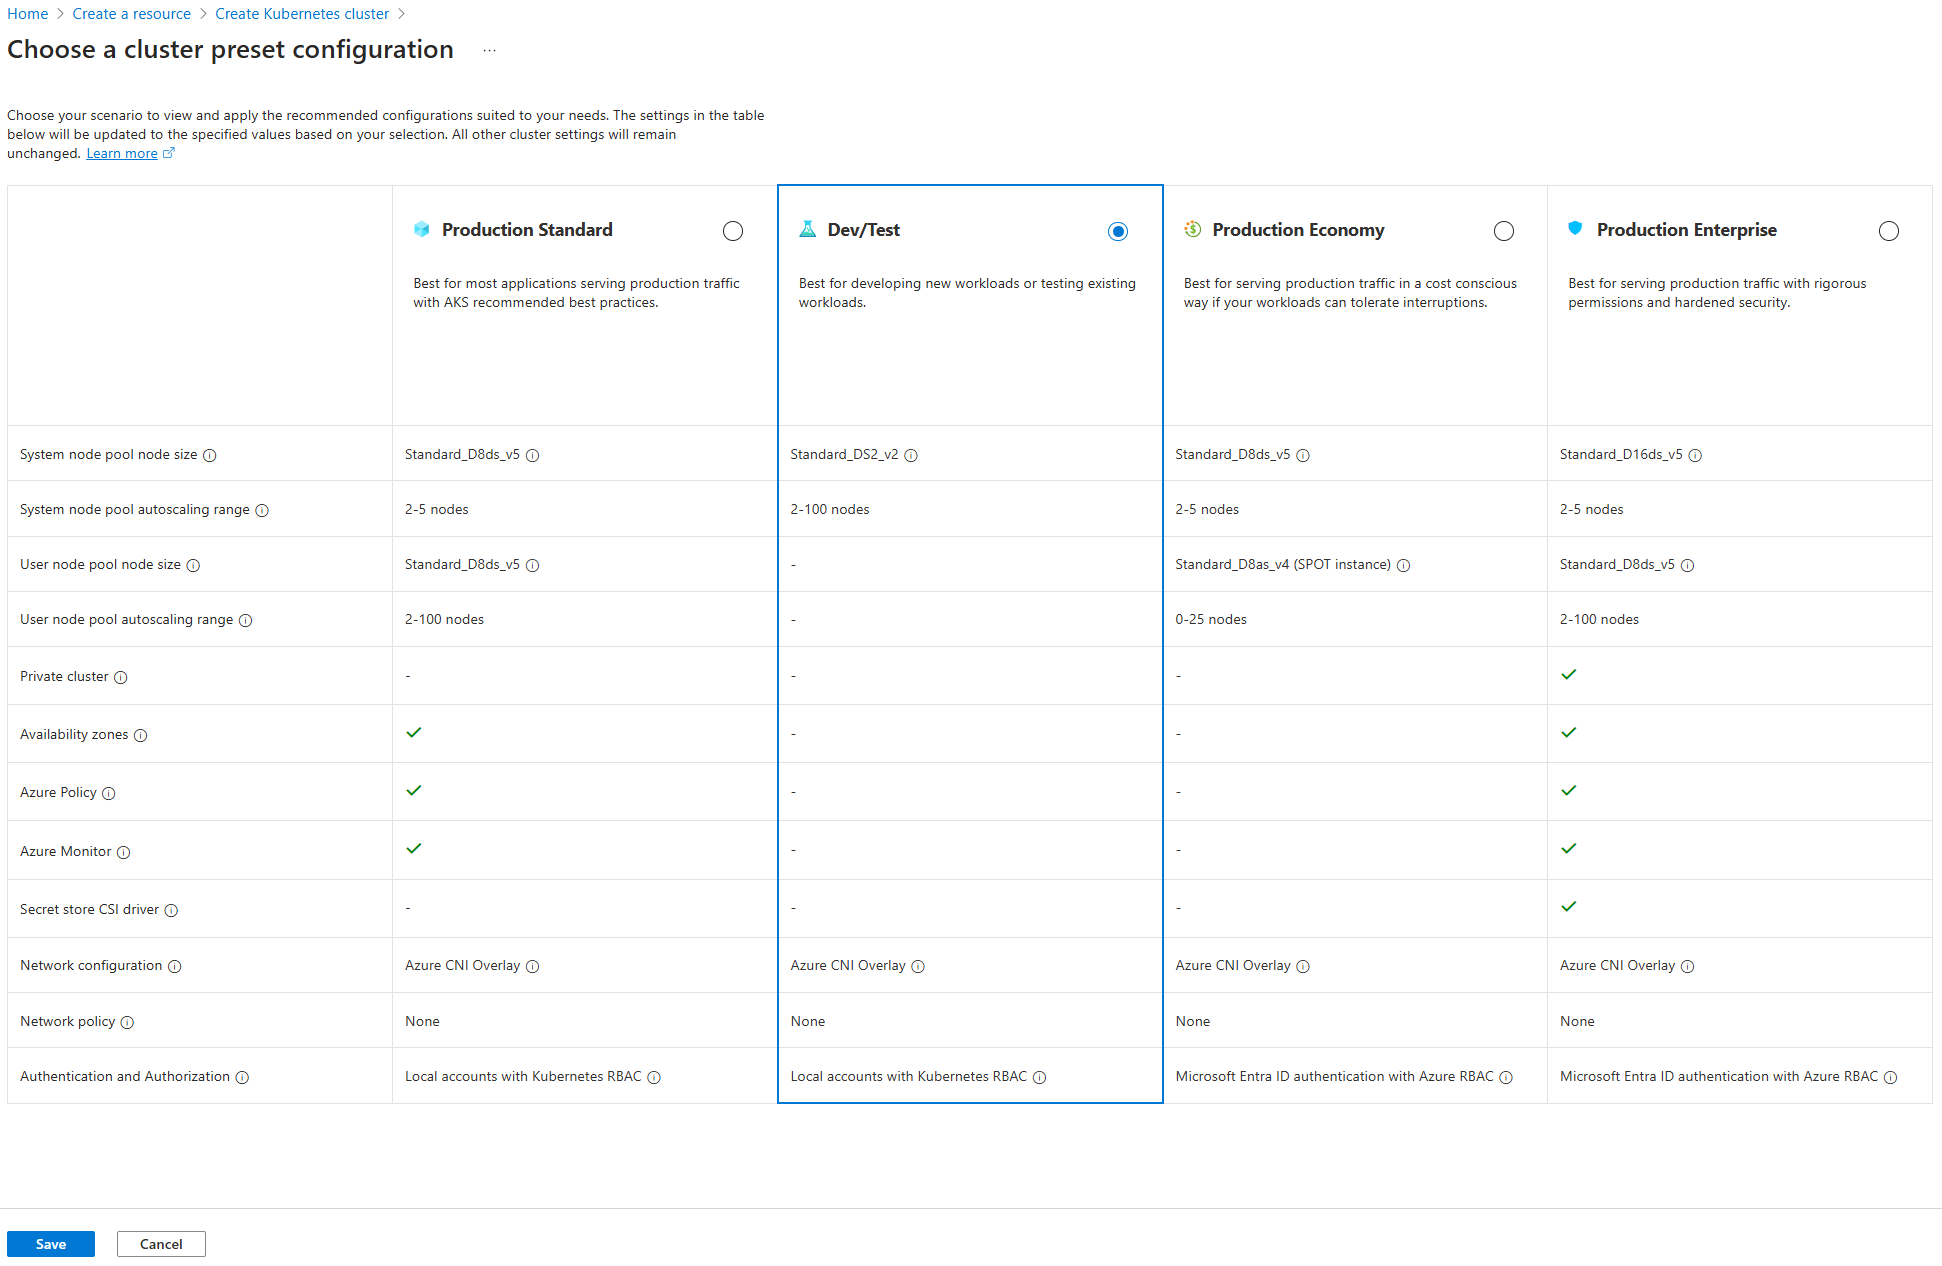 Home > Create a resource > Create Kubernetes cluster >
Choose a cluster preset configuration ...
Choose your scenario to view and apply the recommended configurations suited to your needs. The settings in the table
below will be updated to the specified values based on your selection. All other cluster settings will remain
unchanged. Learn more
Production Standard
Best for most applications serving production traffic
with AKS recommended best practices.
Dev/Test
Best for developing new workloads or testing existing
workloads.
Production Economy
Best for serving production traffic in a cost conscious
way if your workloads can tolerate interruptions.
Production Enterprise
Best for serving production traffic with rigorous
permissions and hardened security.
System node pool node size Standard_D8ds_v5 Standard_DS2_v2 Standard_D8ds_v5 Standard_D16ds_v5
System node pool autoscaling range 2-5 nodes 2-100 nodes 2-5 nodes 2-5 nodes
User node pool node size Standard_D8ds_v5 - Standard_D8as_v4 (SPOT instance) Standard_D8ds_v5
User node pool autoscaling range 2-100 nodes - 0-25 nodes 2-100 nodes
Private cluster - - -
Availability zones - -
Azure Policy - -
Azure Monitor - -
Secret store CSI driver - - -
Network configuration Azure CNI Overlay Azure CNI Overlay Azure CNI Overlay Azure CNI Overlay
Network policy None None None None
Authentication and Authorization Local accounts with Kubernetes RBAC Local accounts with Kubernetes RBAC Microsoft Entra ID authentication with Azure RBAC Microsoft Entra ID authentication with Azure RBAC
Save Cancel